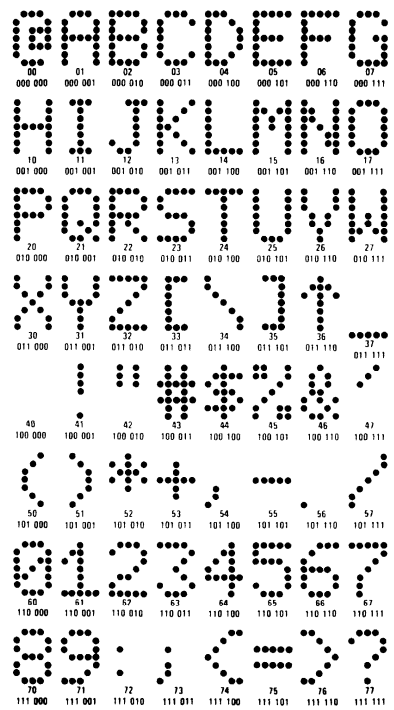 @ A B C D E F G
00 01 02 03 04 05 06 07
000 000 000 001 000 010 000 011 000 100 000 101 000 110 000 111
H I J K L M N O
10 11 12 13 14 15 16 17
001 000 001 001 001 010 001 011 001 100 001 101 001 110 001 111
P Q R S T U V W
20 21 22 23 24 25 26 27
010 000 010 001 010 010 010 011 010 100 010 101 010 110 010 111
X Y Z [ \ ] ↑ _
30 31 32 33 34 35 36 37
011 000 011 001 011 010 011 011 011 100 011 101 011 110 011 111
! " # $ % & '
40 41 42 43 44 45 46 47
100 000 100 001 100 010 100 011 100 100 100 101 100 110 100 111
( ) * + , - . /
50 51 52 53 54 55 56 57
101 000 101 001 101 010 101 011 101 100 101 101 101 110 101 111
0 1 2 3 4 5 6 7
60 61 62 63 64 65 66 67
110 000 110 001 110 010 110 011 110 100 110 101 110 110 110 111
8 9 : ; < = > ?
70 71 72 73 74 75 76 77
111 000 111 001 111 010 111 011 111 100 111 101 111 110 111 111